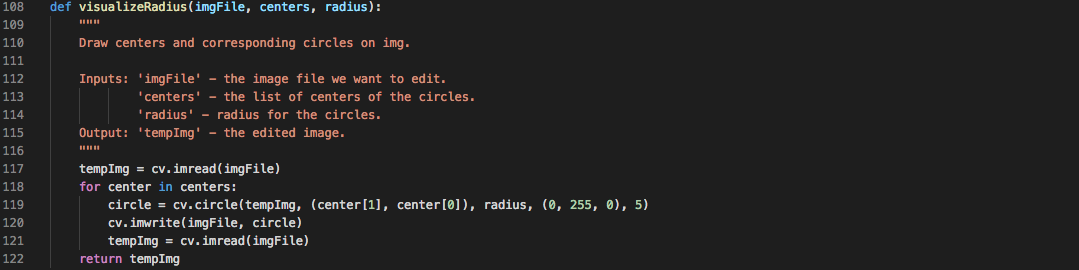 108 def visualizeRadius(imgFile, centers, radius):
109 """
110 Draw centers and corresponding circles on img.
111
112 Inputs: 'imgFile' - the image file we want to edit.
113 'centers' - the list of centers of the circles.
114 'radius' - radius for the circles.
115 Output: 'tempImg' - the edited image.
116 """
117 tempImg = cv.imread(imgFile)
118 for center in centers:
119 circle = cv.circle(tempImg, (center[1], center[0]), radius, (0, 255, 0), 5)
120 cv.imwrite(imgFile, circle)
121 tempImg = cv.imread(imgFile)
122 return tempImg